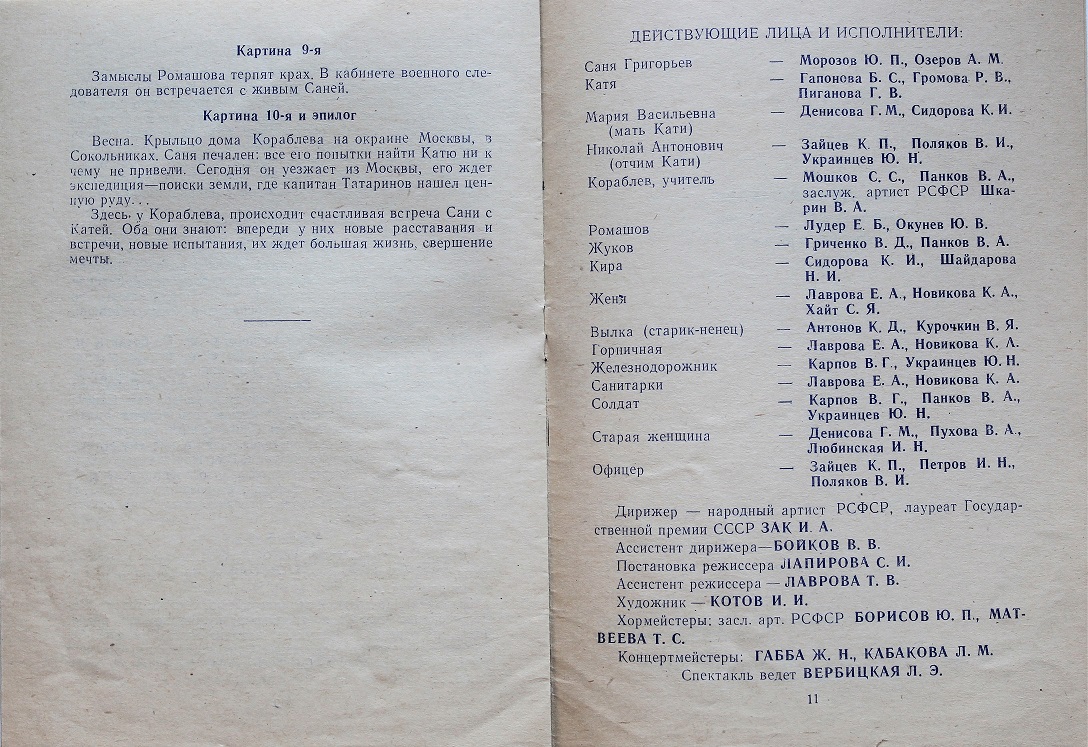 Картина 9-я
Замыслы Ромашова терпят крах. В кабинете военного сле-
дователя он встречается с живым Саней.
Картина 10-я и эпилог
Весна. Крыльцо дома Кораблева на окраине Москвы, в
Сокольниках. Саня печален: все его попытки найти Катю ни к
чему не привели. Сегодня он уезжает из Москвы, его ждет
экспедиция—поиски земли, где капитан Татаринов нашел цен-
ную руду. . .
Здесь у Кораблева, происходит счастливая встреча Сани с
Катей. Оба они знают: впереди у них новые расставания и
встречи, новые испытания, их ждет большая жизнь, свершение
мечты.
ДЕЙСТВУЮЩИЕ ЛИЦА И ИСПОЛНИТЕЛИ:
Саня Григорьев — Морозов Ю. П., Озеров А. М.
Катя — Гапонова Б. С., Громова Р. В.,
Пиганова Г. В.
Мария Васильевна — Денисова Г. М., Сидорова К. И.
(мать Кати)
Николай Антонович — Зайцев К. П., Поляков В. И.,
(отчим Кати) Украинцев Ю. Н.
Кораблев, учитель — Мошков С. С., Панков В. А.,
заслуж. артист РСФСР Шка-
рин В. А.
Ромашов — Лудер Е. Б., Окунев Ю. В.
Жуков — Гриченко В. Д., Панков В. А.
Кира — Сидорова К. И., Шайдарова
Н. И.
Женя — Лаврова Е. А., Новикова К. А.,
Хайт С. Я.
Вылка (старик-ненец) — Антонов К. Д., Курочкин В. Я.
Горничная — Лаврова Е. А., Новикова К. А.
Железнодорожник — Карпов В. Г., Украинцев Ю. Н.
Санитарки — Лаврова Е. А., Новикова К. А.
Солдат — Карпов В. Г., Панков В. А.,
Украинцев Ю. Н.
Старая женщина — Денисова Г. М., Пухова В. А.,
Любинская И. Н.
Офицер — Зайцев К. П., Петров И. Н.,
Поляков В. И.
Дирижер — народный артист РСФСР, лауреат Государ-
ственной премии СССР ЗАК И. А.
Ассистент дирижера—БОЙКОВ В. В.
Постановка режиссера ЛАПИРОВА С. И.
Ассистент режиссера — ЛАВРОВА Т. В.
Художник — КОТОВ И. И.
Хормейстеры: засл. арт. РСФСР БОРИСОВ Ю. П., МАТ-
ВЕЕВА Т. С.
Концертмейстеры: ГАББА Ж. Н., КАБАКОВА Л. М.
Спектакль ведет ВЕРБИЦКАЯ Л. Э.
11